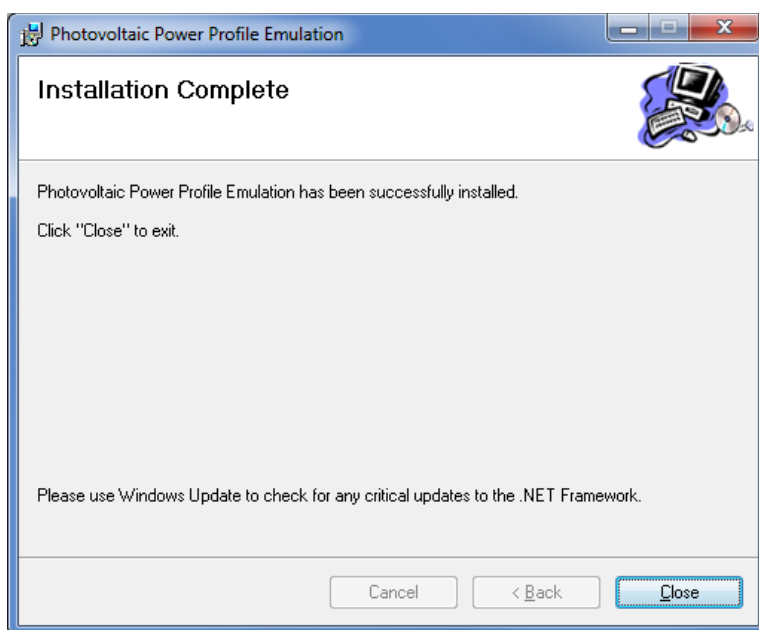 Photovoltaic Power Profile Emulation
Installation Complete
Photovoltaic Power Profile Emulation has been successfully installed.
Click "Close" to exit.
Please use Windows Update to check for any critical updates to the .NET Framework.
Cancel
< Back
Close